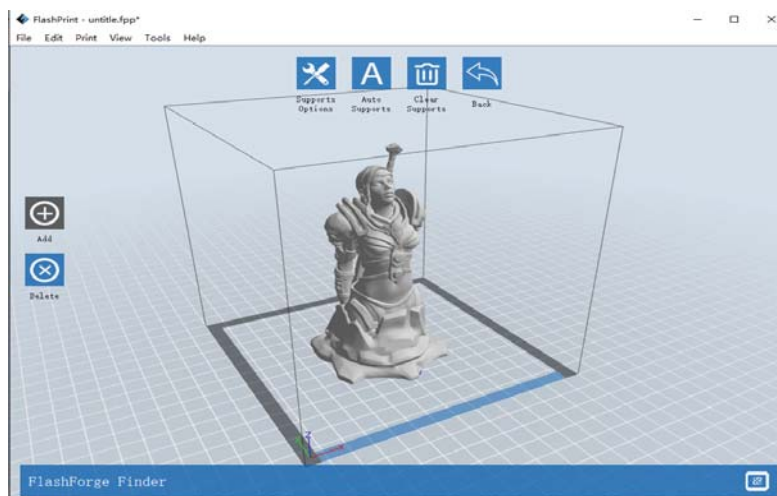 FlashPrint - untitle.fpp*
File Edit Print View Tools Help
A
Supports Options
Auto Supports
Clear Supports
Back
Add
Delete
FlashForge Finder